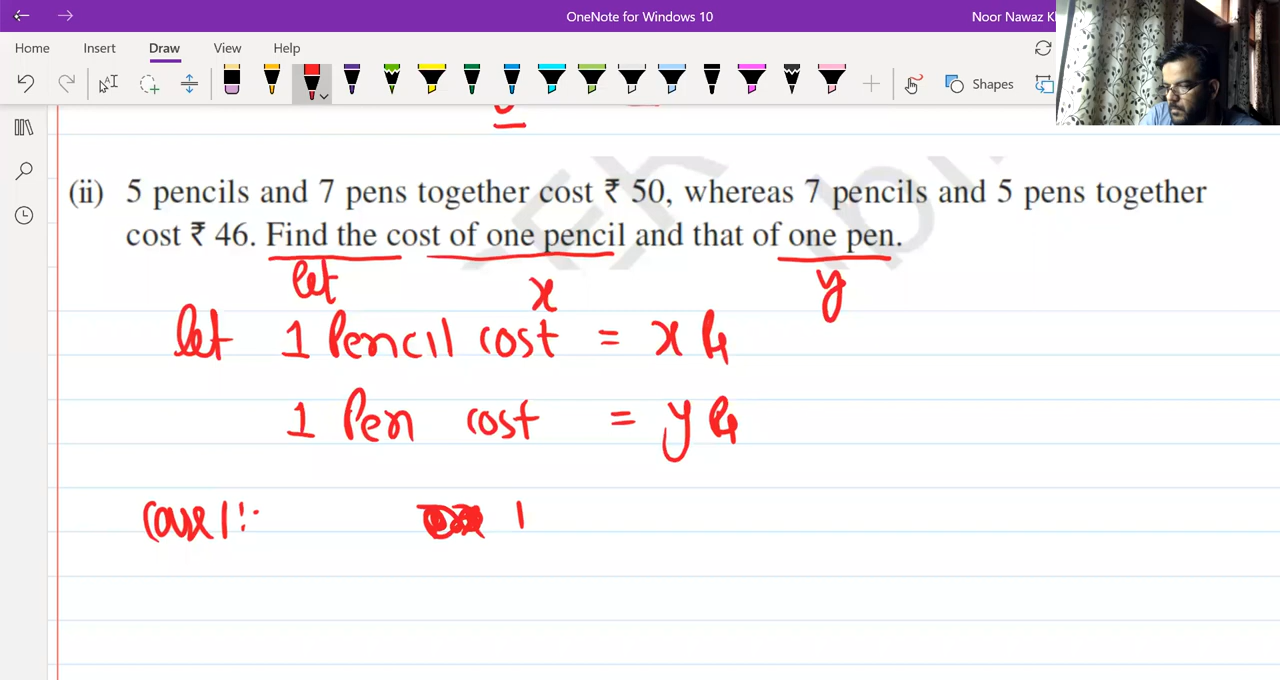 OneNote for Windows 10
Noor Nawaz Kh
Home Insert Draw View Help
Shapes
(ii) 5 pencils and 7 pens together cost ₹ 50, whereas 7 pencils and 5 pens together
cost ₹ 46. Find the cost of one pencil and that of one pen.
let x y
let 1 Pencil cost = x
1 Pen cost = y
Case 1:- 1